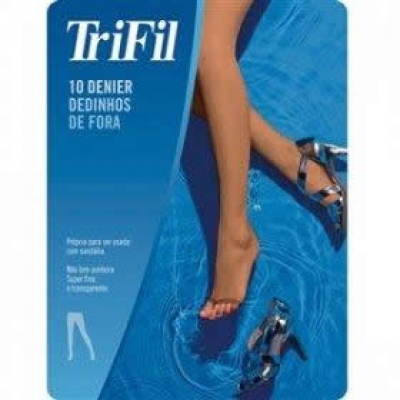 TriFil
10 DENIER
DEDINHOS
DE FORA
Própria para ser usada
com sandália
Não tem ponteira
Super fina
e transparente